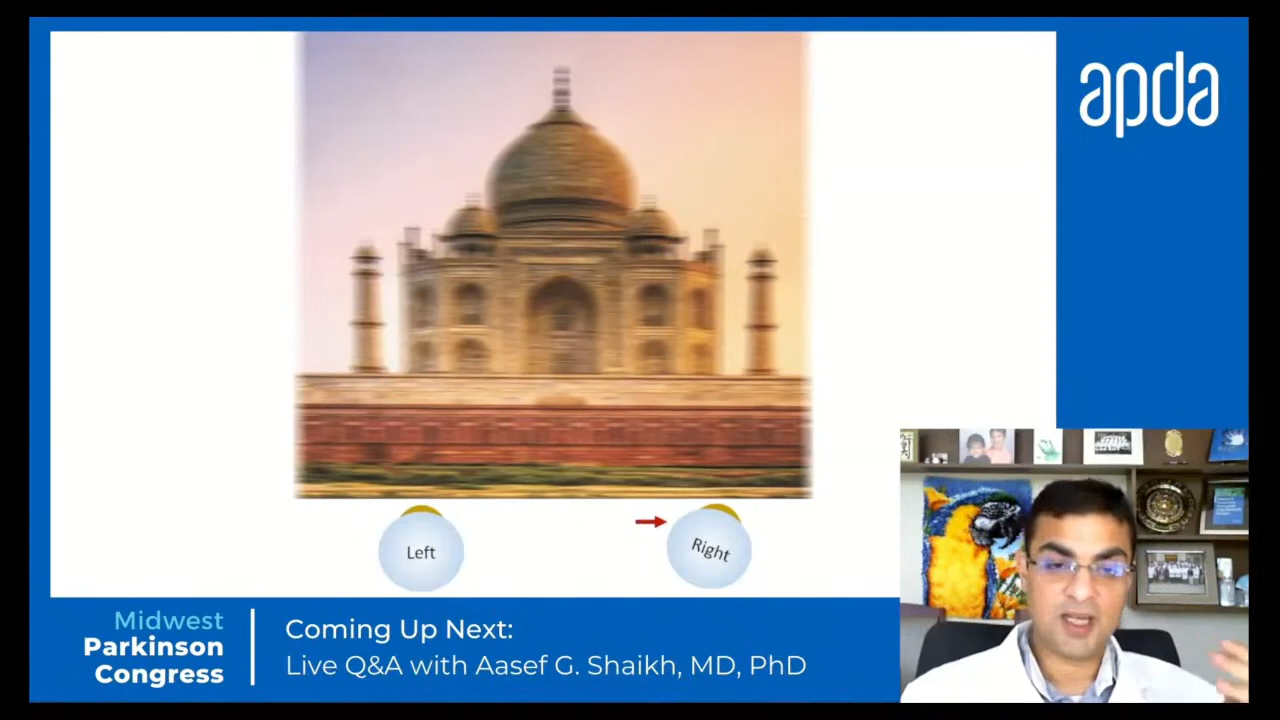 apda
Left
Right
Midwest
Parkinson
Congress
Coming Up Next:
Live Q&A with Aasef G. Shaikh, MD, PhD